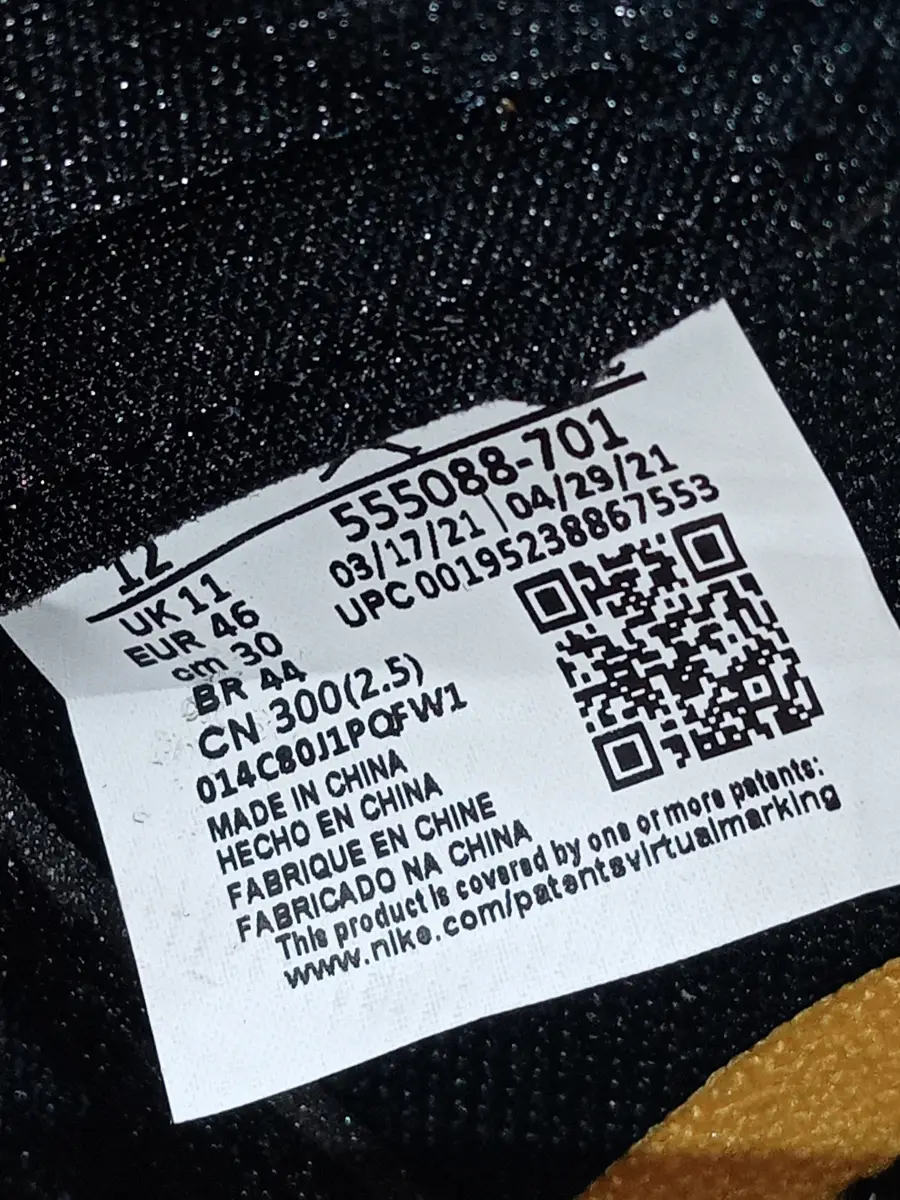 12
555088-701
UK 11
03/17/21 04/29/21
EUR 46
UPC 00195238867553
cm 30
BR 44
CN 300(2.5)
014C80J1PQFW1
MADE IN CHINA
HECHO EN CHINA
FABRIQUE EN CHINE
FABRICADO NA CHINA
This product is covered by one or more patents:
www.nike.com/patentsvirtualmarking